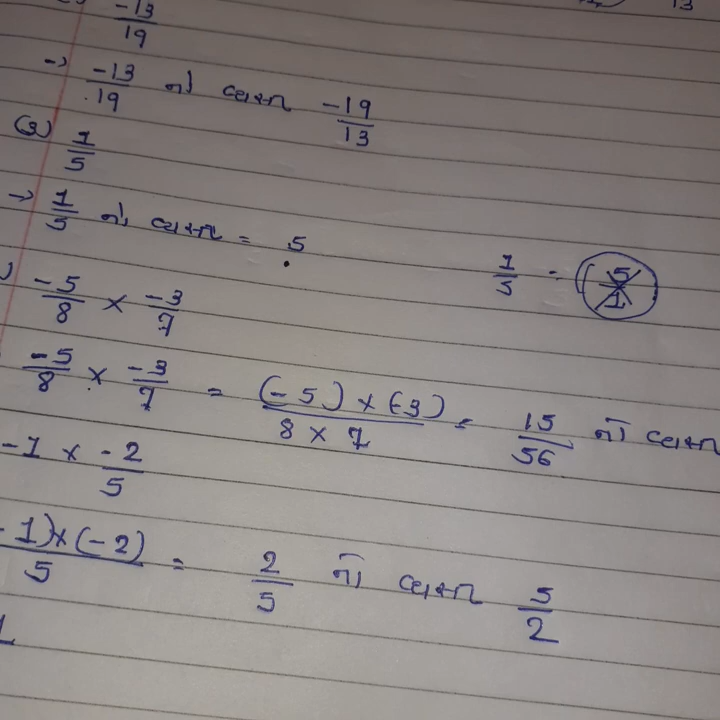 -13/19
→ -13/19 નો વ્યસ્ત -19/13
(૩) 1/5
→ 1/5 નો વ્યસ્ત = 5
1/5 = 5/1
-5/8 × -3/7
-5/8 × -3/7 = (-5) × (-3)/8 × 7 = 15/56 નો વ્યસ્ત
-1 × -2/5
-1) × (-2)/5 = 2/5 નો વ્યસ્ત 5/2